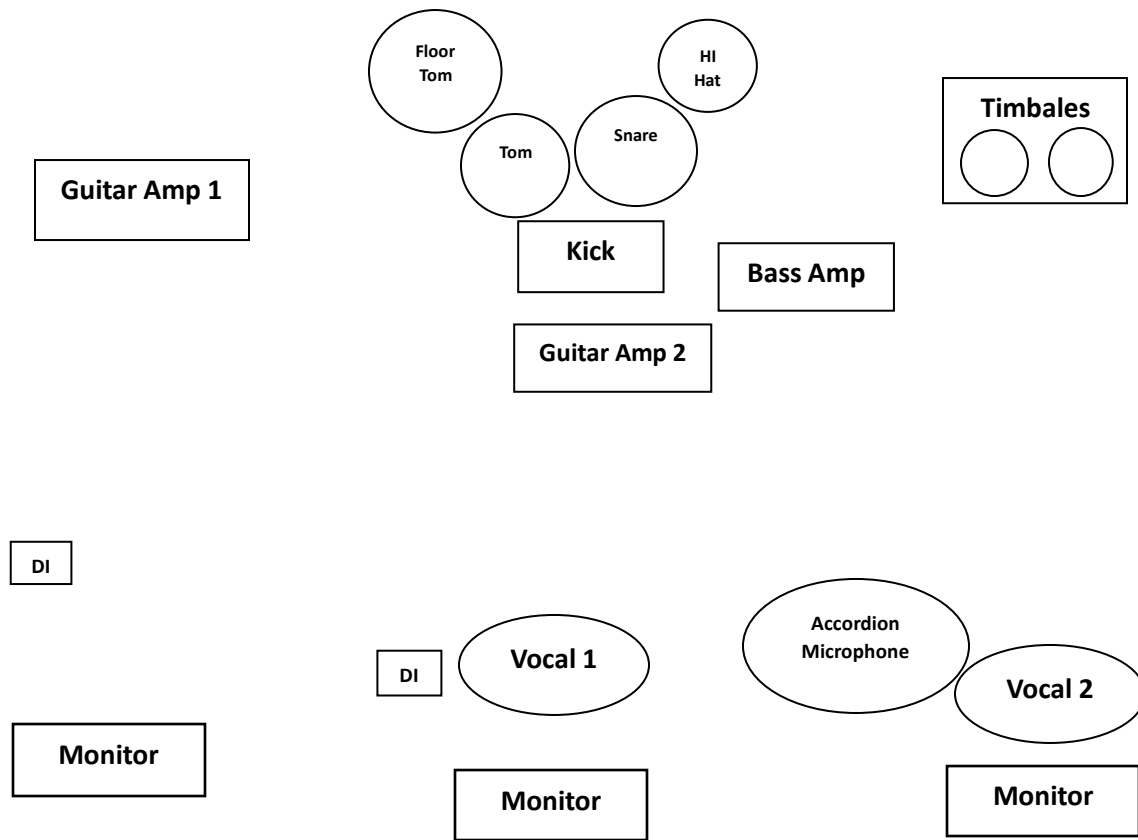 Floor
Tom
HI
Hat
Timbales
Snare
Tom
Guitar Amp 1
Kick
Bass Amp
Guitar Amp 2
DI
Accordion
Microphone
Vocal 1
DI
Vocal 2
Monitor
Monitor
Monitor